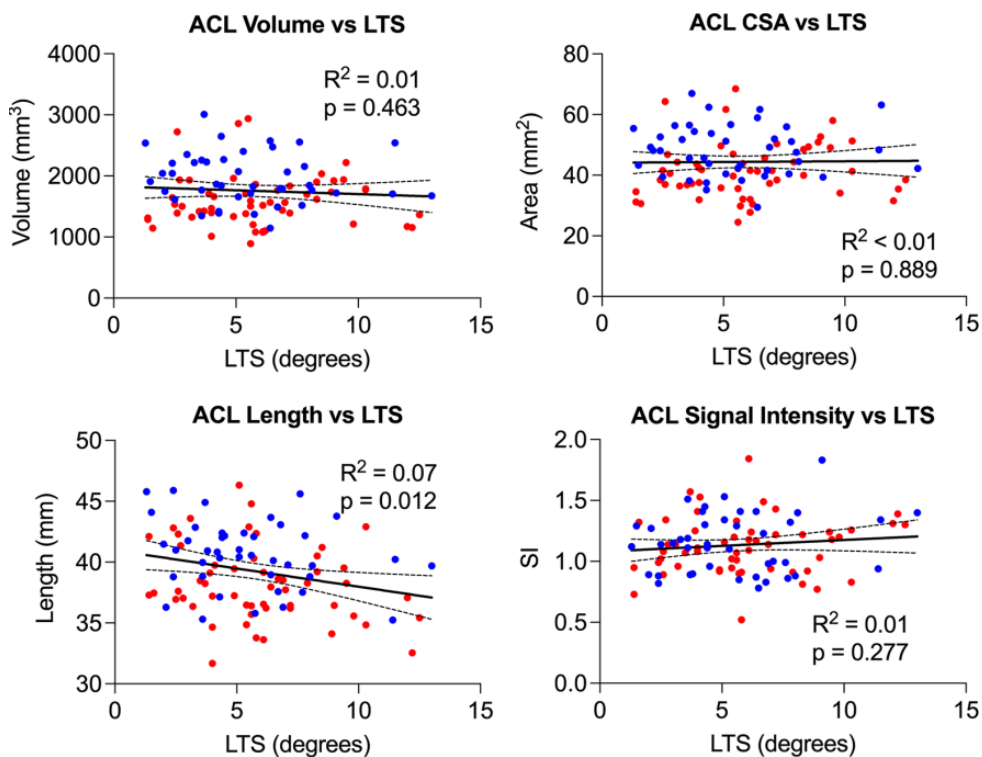 ACL Volume vs LTS
4000
3000
2000
1000
0
Volume (mm³)
R² = 0.01
p = 0.463
0 5 10 15
LTS (degrees)
ACL CSA vs LTS
80
60
40
20
0
Area (mm²)
R² < 0.01
p = 0.889
0 5 10 15
LTS (degrees)
ACL Length vs LTS
50
45
40
35
30
Length (mm)
R² = 0.07
p = 0.012
0 5 10 15
LTS (degrees)
ACL Signal Intensity vs LTS
2.0
1.5
1.0
0.5
0.0
SI
R² = 0.01
p = 0.277
0 5 10 15
LTS (degrees)